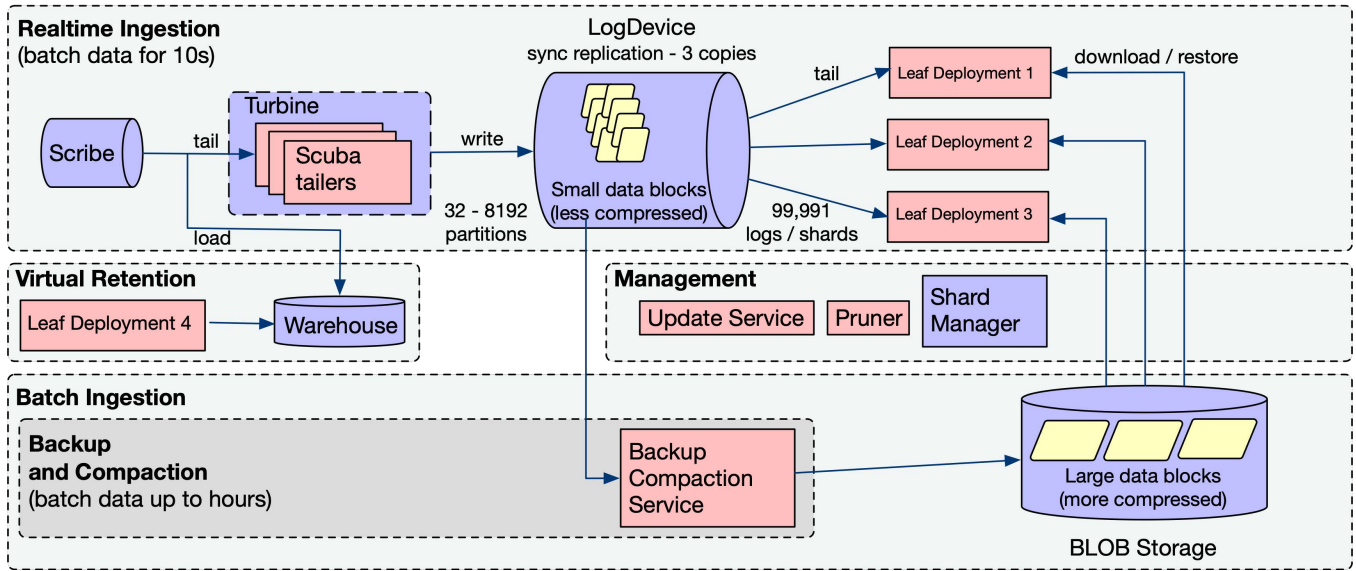 Realtime Ingestion
(batch data for 10s)
LogDevice
sync replication - 3 copies
Scribe
tail
Turbine
Scuba
tailers
write
Small data blocks
(less compressed)
32 - 8192
partitions
99,991
logs / shards
tail
Leaf Deployment 1
Leaf Deployment 2
Leaf Deployment 3
download / restore
load
Virtual Retention
Leaf Deployment 4
Warehouse
Management
Update Service
Pruner
Shard
Manager
Batch Ingestion
Backup
and Compaction
(batch data up to hours)
Backup
Compaction
Service
Large data blocks
(more compressed)
BLOB Storage